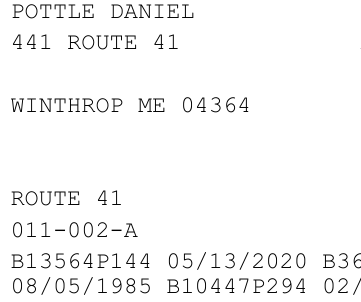 POTTLE DANIEL
441 ROUTE 41
WINTHROP ME 04364
ROUTE 41
011-002-A
B13564P144 05/13/2020 B36
08/05/1985 B10447P294 02/